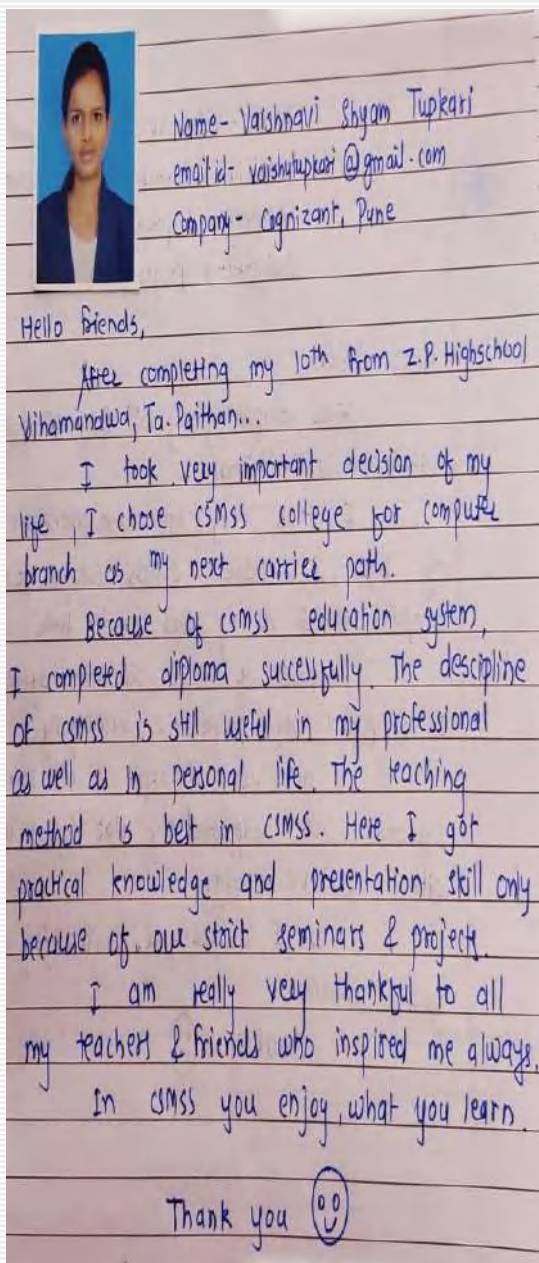 Name- Vaishnavi Shyam Tupkari
email id- vaishutupkari@gmail.com
Company- Cognizant, Pune
Hello friends,
After completing my 10th from Z.P. Highschool
Vihamandwa, Ta. Paithan...
I took very important decision of my
life, I chose CSMSS college for computer
branch as my next carrier path.
Because of CSMSS education system,
I completed diploma successfully. The descipline
of CSMSS is still useful in my professional
as well as in personal life. The teaching
method is best in CSMSS. Here I got
practical knowledge and presentation skill only
because of our strict seminars & projects.
I am really very thankful to all
my teachers & friends who inspired me always.
In CSMSS you enjoy, what you learn.
Thank you